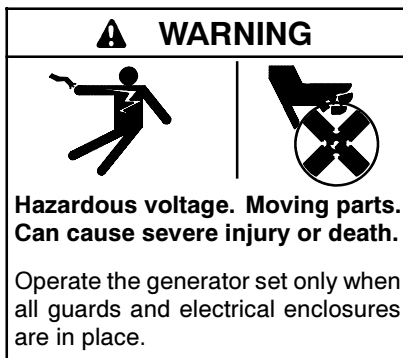 WARNING
Hazardous voltage. Moving parts.
Can cause severe injury or death.
Operate the generator set only when
all guards and electrical enclosures
are in place.